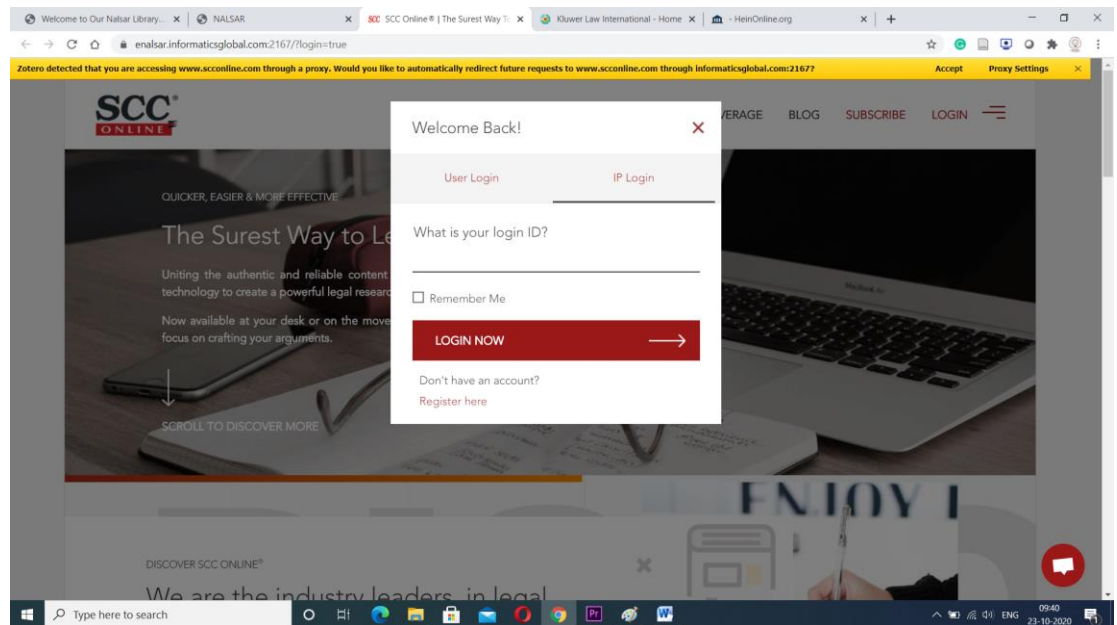 Welcome to Our Nalsar Library
NALSAR
SCC SCC Online® | The Surest Way To
Kluwer Law International - Home
- HeinOnline.org
enalsar.informaticsglobal.com:2167/?login=true
Zotero detected that you are accessing www.scconline.com through a proxy. Would you like to automatically redirect future requests to www.scconline.com through informaticsglobal.com:2167?
Accept
Proxy Settings
SCC®
ONLINE
BLOG
SUBSCRIBE
LOGIN
Welcome Back!
User Login
IP Login
What is your login ID?
Remember Me
LOGIN NOW
Don't have an account?
Register here
QUICKER, EASIER & MORE EFFECTIVE
The Surest Way to Le
Uniting the authentic and reliable content
technology to create a powerful legal researc
Now available at your desk or on the move
focus on crafting your arguments.
SCROLL TO DISCOVER MORE
MacBook Air
ENJOY
DISCOVER SCC ONLINE®
We are the industry leaders in legal
Type here to search
Pr
W
ENG
09:40
23-10-2020